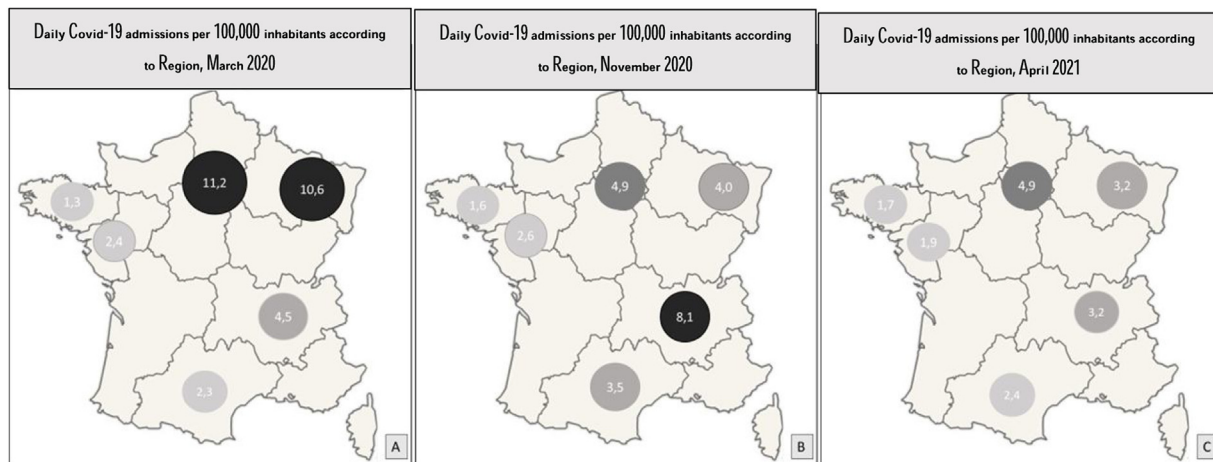 Daily Covid-19 admissions per 100,000 inhabitants according
to Region, March 2020
11,2
10,6
1,3
2,4
4,5
2,3
A
Daily Covid-19 admissions per 100,000 inhabitants according
to Region, November 2020
4,9
4,0
1,6
2,6
8,1
3,5
B
Daily Covid-19 admissions per 100,000 inhabitants according
to Region, April 2021
4,9
3,2
1,7
1,9
3,2
2,4
C